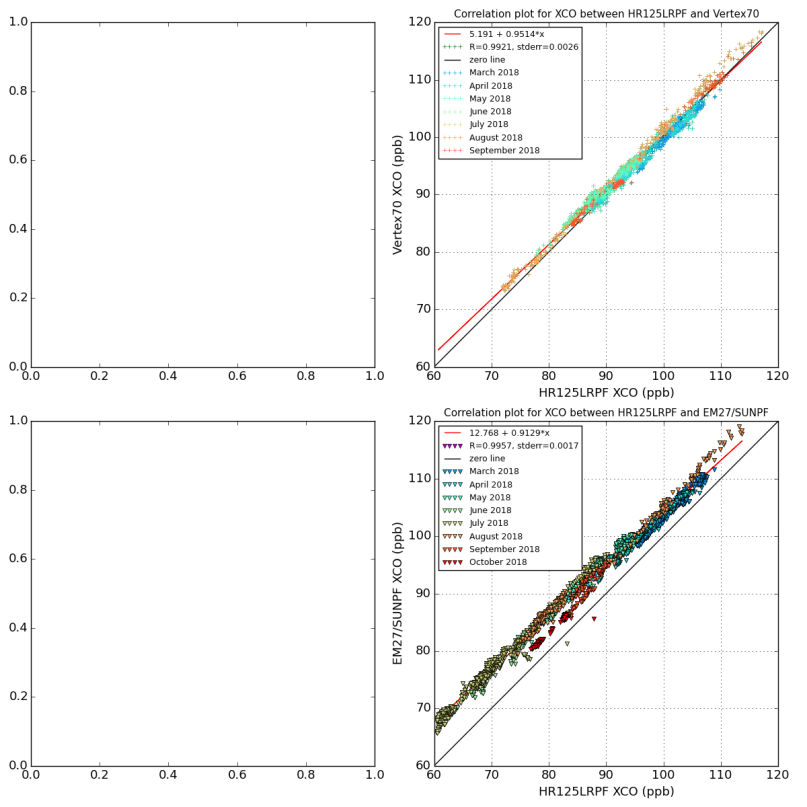 1.0
0.8
0.6
0.4
0.2
0.0
0.0 0.2 0.4 0.6 0.8 1.0
Correlation plot for XCO between HR125LRPF and Vertex70
120
110
100
90
80
70
60
Vertex70 XCO (ppb)
5.191 + 0.9514*x
R=0.9921, stderr=0.0026
zero line
March 2018
April 2018
May 2018
June 2018
July 2018
August 2018
September 2018
60 70 80 90 100 110 120
HR125LRPF XCO (ppb)
1.0
0.8
0.6
0.4
0.2
0.0
0.0 0.2 0.4 0.6 0.8 1.0
Correlation plot for XCO between HR125LRPF and EM27/SUNPF
120
110
100
90
80
70
60
EM27/SUNPF XCO (ppb)
12.768 + 0.9129*x
R=0.9957, stderr=0.0017
zero line
March 2018
April 2018
May 2018
June 2018
July 2018
August 2018
September 2018
October 2018
60 70 80 90 100 110 120
HR125LRPF XCO (ppb)